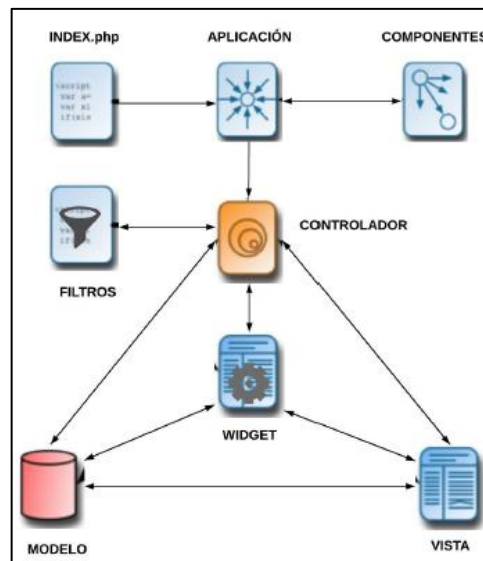 INDEX.php
APLICACIÓN
COMPONENTES
CONTROLADOR
FILTROS
WIDGET
MODELO
VISTA